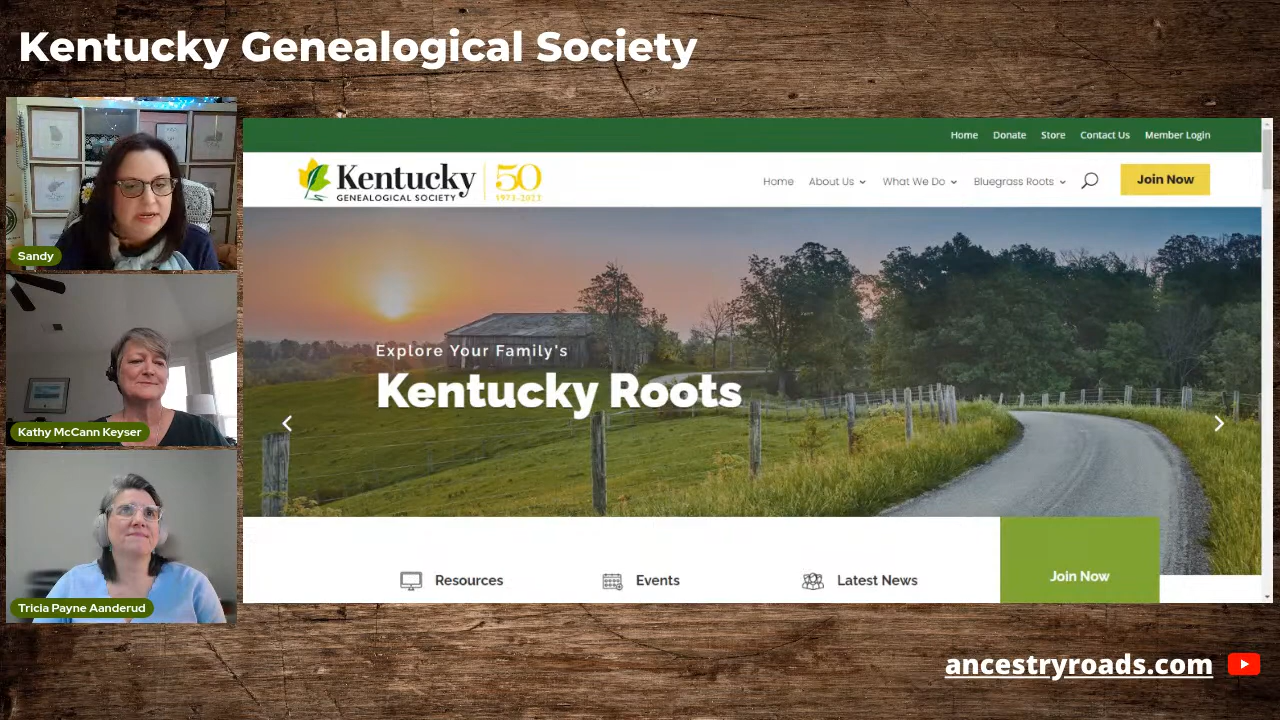 Kentucky Genealogical Society
Sandy
Kathy McCann Keyser
Tricia Payne Aanderud
Home Donate Store Contact Us Member Login
Kentucky 50
GENEALOGICAL SOCIETY 1973-2023
Home About Us What We Do Bluegrass Roots Join Now
Explore Your Family's
Kentucky Roots
Resources Events Latest News Join Now
ancestryroads.com